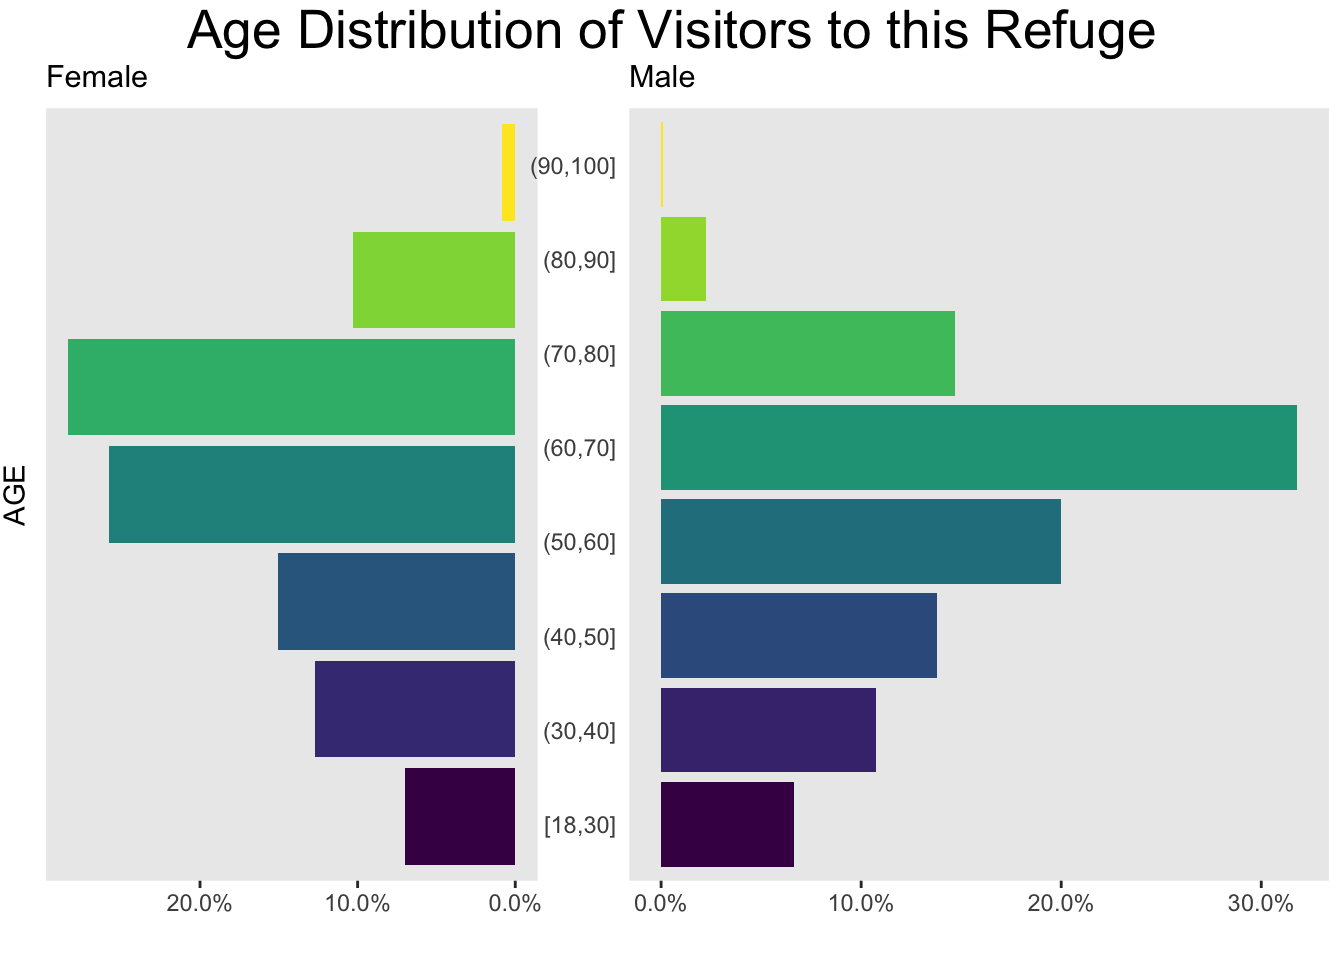 Age Distribution of Visitors to this Refuge
Female
Male
AGE
(90,100]
(80,90]
(70,80]
(60,70]
(50,60]
(40,50]
(30,40]
[18,30]
20.0% 10.0% 0.0%
0.0% 10.0% 20.0% 30.0%